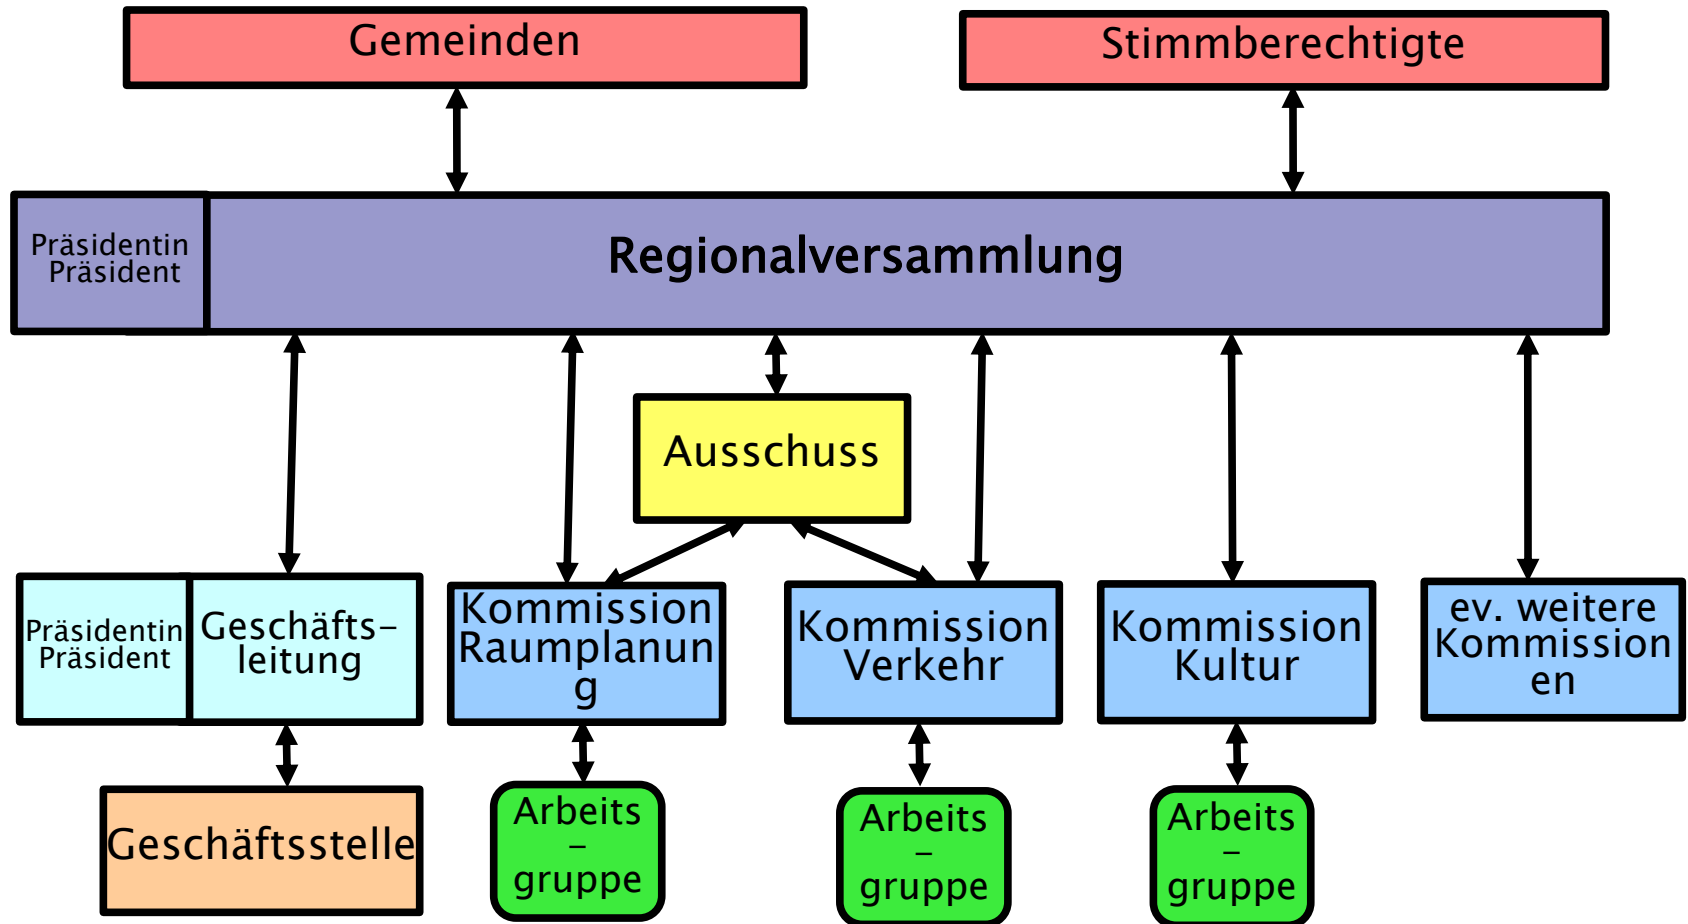 Gemeinden
Stimmberechtigte
Präsidentin
Präsident
Regionalversammlung
Ausschuss
Präsidentin
Präsident
Geschäfts-
leitung
Kommission
Raumplanun
g
Kommission
Verkehr
Kommission
Kultur
ev. weitere
Kommission
en
Geschäftsstelle
Arbeits
-
gruppe
Arbeits
-
gruppe
Arbeits
-
gruppe